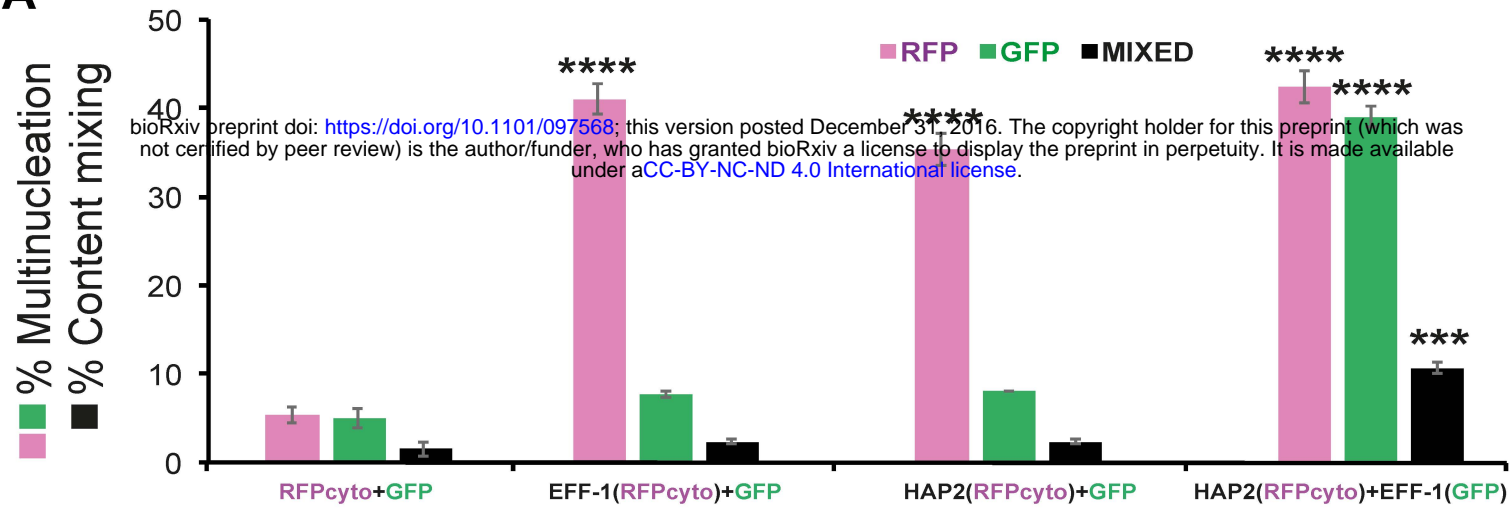 A
50
40
30
20
10
0
% Multinucleation
% Content mixing
RFP GFP MIXED
****
****
****
****
***
bioRxiv preprint doi: https://doi.org/10.1101/097568; this version posted December 31, 2016. The copyright holder for this preprint (which was
not certified by peer review) is the author/funder, who has granted bioRxiv a license to display the preprint in perpetuity. It is made available
under aCC-BY-NC-ND 4.0 International license.
RFPcyto+GFP
EFF-1(RFPcyto)+GFP
HAP2(RFPcyto)+GFP
HAP2(RFPcyto)+EFF-1(GFP)